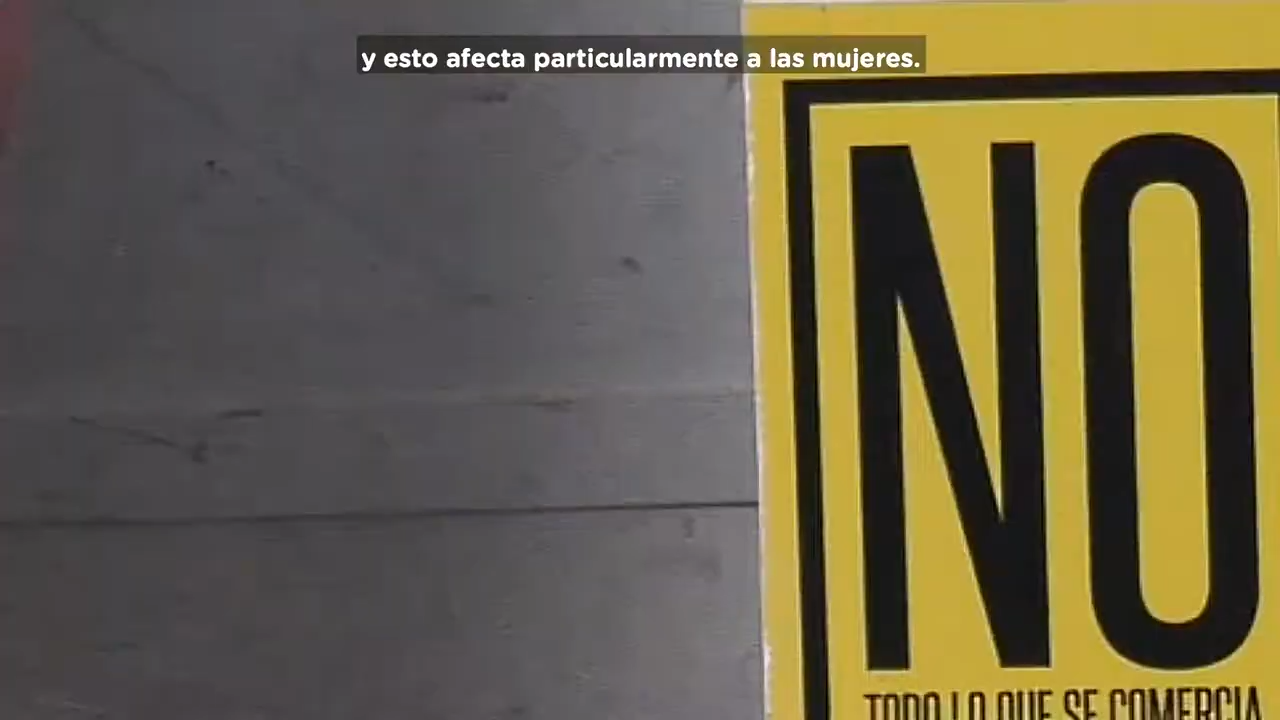 y esto afecta particularmente a las mujeres.
NO
TODO LO QUE SE COMERCIA